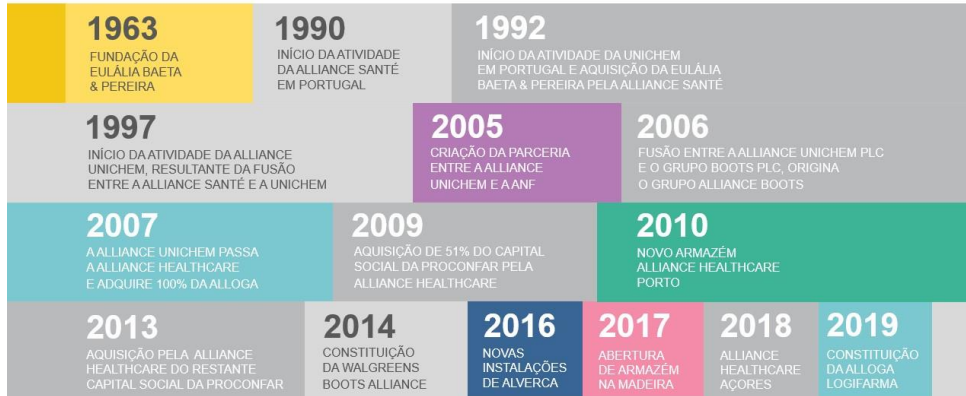 1963
FUNDAÇÃO DA
EULÁLIA BAETA
& PEREIRA
1990
INÍCIO DA ATIVIDADE
DA ALLIANCE SANTÉ
EM PORTUGAL
1992
INÍCIO DA ATIVIDADE DA UNICHEM
EM PORTUGAL E AQUISIÇÃO DA EULÁLIA
BAETA & PEREIRA PELA ALLIANCE SANTÉ
1997
INÍCIO DA ATIVIDADE DA ALLIANCE
UNICHEM, RESULTANTE DA FUSÃO
ENTRE A ALLIANCE SANTÉ E A UNICHEM
2005
CRIAÇÃO DA PARCERIA
ENTRE A ALLIANCE
UNICHEM E A ANF
2006
FUSÃO ENTRE A ALLIANCE UNICHEM PLC
E O GRUPO BOOTS PLC, ORIGINA
O GRUPO ALLIANCE BOOTS
2007
A ALLIANCE UNICHEM PASSA
A ALLIANCE HEALTHCARE
E ADQUIRE 100% DA ALLOGA
2009
AQUISIÇÃO DE 51% DO CAPITAL
SOCIAL DA PROCONFAR PELA
ALLIANCE HEALTHCARE
2010
NOVO ARMAZÉM
ALLIANCE HEALTHCARE
PORTO
2013
AQUISIÇÃO PELA ALLIANCE
HEALTHCARE DO RESTANTE
CAPITAL SOCIAL DA PROCONFAR
2014
CONSTITUIÇÃO
DA WALGREENS
BOOTS ALLIANCE
2016
NOVAS
INSTALAÇÕES
DE ALVERCA
2017
ABERTURA
DE ARMAZÉM
NA MADEIRA
2018
ALLIANCE
HEALTHCARE
AÇORES
2019
CONSTITUIÇÃO
DA ALLOGA
LOGIFARMA